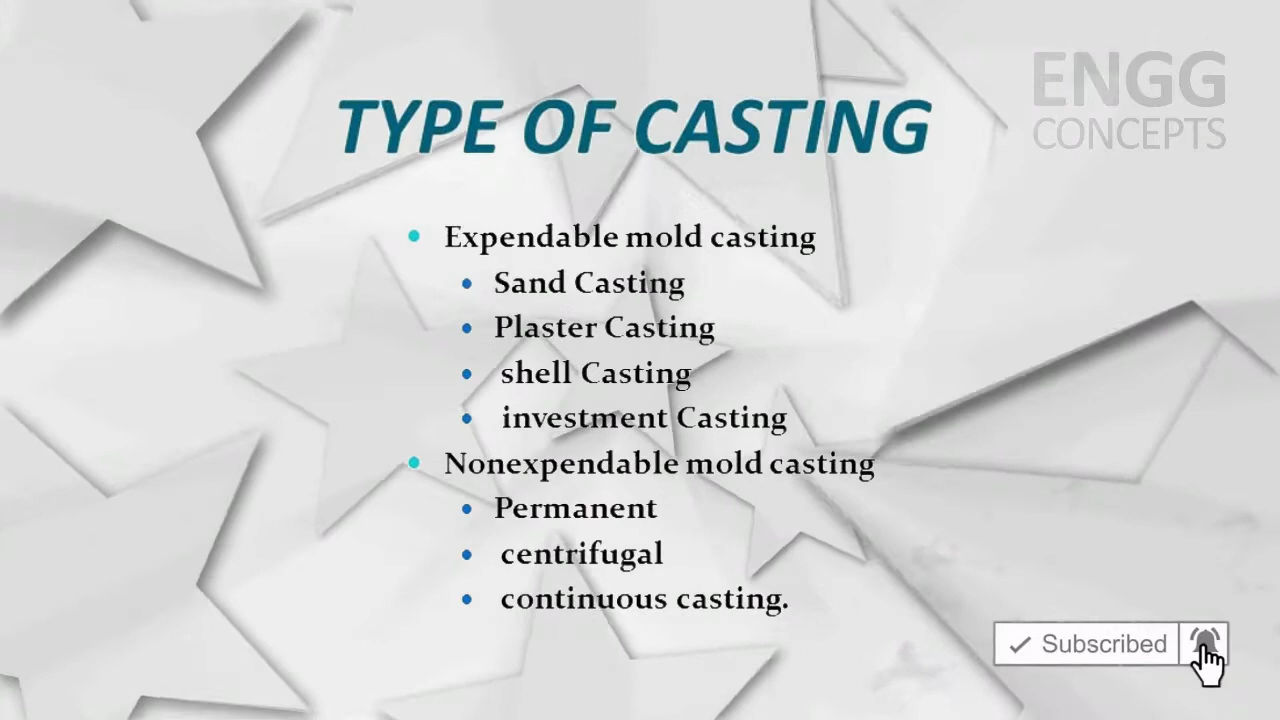 ENGG
CONCEPTS
TYPE OF CASTING
Expendable mold casting
Sand Casting
Plaster Casting
shell Casting
investment Casting
Nonexpendable mold casting
Permanent
centrifugal
continuous casting.
Subscribed